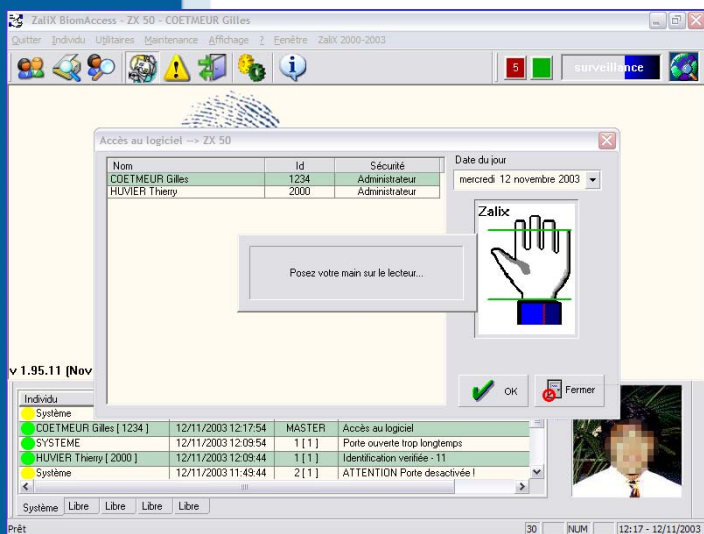 ZaliX BiomAccess - ZX 50 - COETMEUR Gilles
Quitter Individu Utilitaires Maintenance Affichage ? Fenêtre ZaliX 2000-2003
5 surveillance
Accès au logiciel --> ZX 50
Nom Id Sécurité
COETMEUR Gilles 1234 Administrateur
HUVIER Thierry 2000 Administrateur
Date du jour
mercredi 12 novembre 2003
Zalix
Posez votre main sur le lecteur...
OK Fermer
v 1.95.11 (Nov
Individu
Système
COETMEUR Gilles [ 1234 ] 12/11/2003 12:17:54 MASTER Accès au logiciel
SYSTEME 12/11/2003 12:09:54 1 [ 1 ] Porte ouverte trop longtemps
HUVIER Thierry [ 2000 ] 12/11/2003 12:09:44 1 [ 1 ] Identification verifiée - 11
Système 12/11/2003 11:49:44 2 [ 1 ] ATTENTION Porte desactivée !
Système Libre Libre Libre Libre
Prêt 30 NUM 12:17 - 12/11/2003